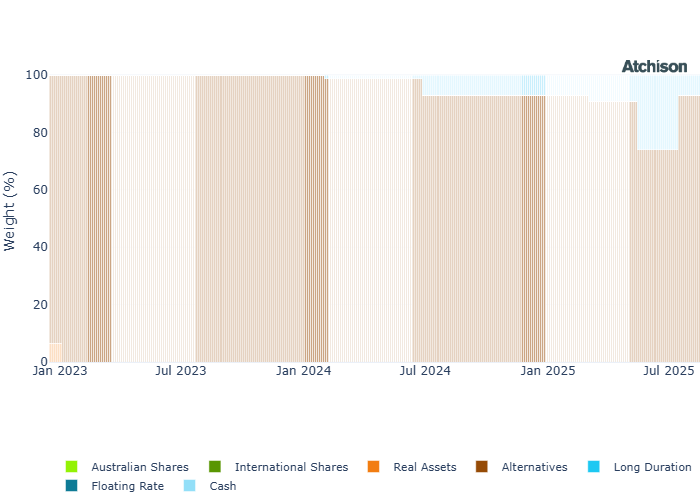 Atchison
100
80
60
40
20
0
Weight (%)
Jan 2023 Jul 2023 Jan 2024 Jul 2024 Jan 2025 Jul 2025
Australian Shares International Shares Real Assets Alternatives Long Duration
Floating Rate Cash